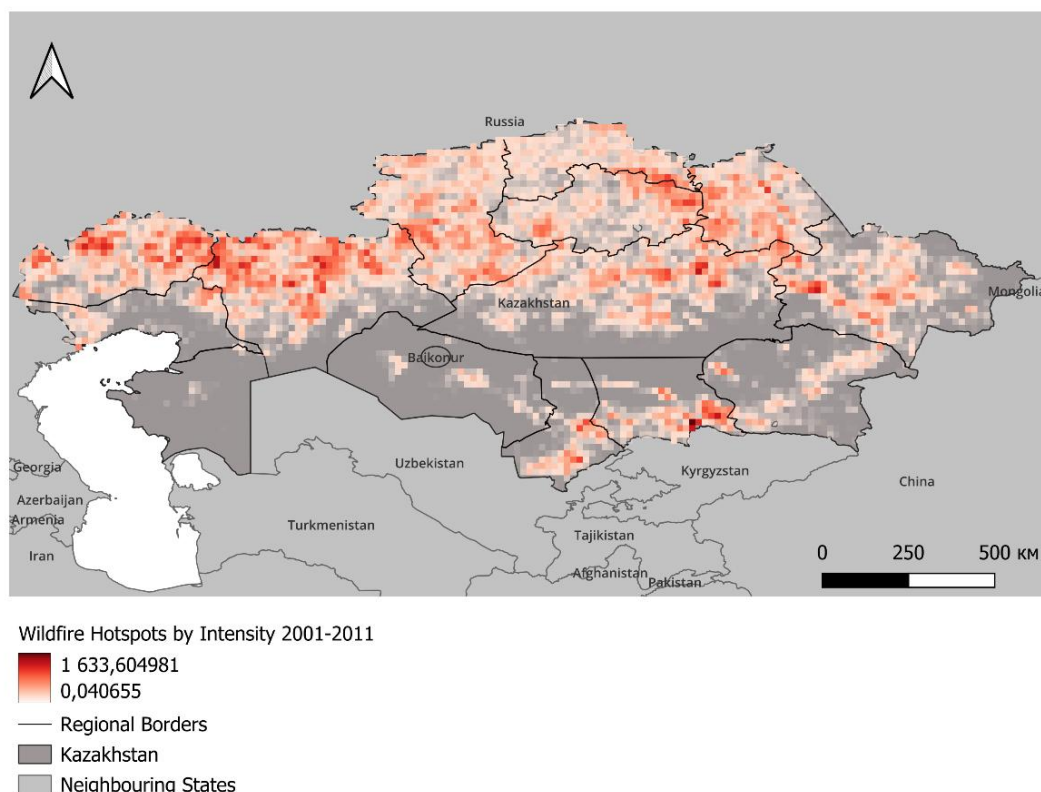 Russia
Kazakhstan
Mongolia
Baikonur
Uzbekistan
Kyrgyzstan
China
Georgia
Azerbaijan
Armenia
Iran
Turkmenistan
Tajikistan
Afghanistan
Pakistan
0 250 500 км
Wildfire Hotspots by Intensity 2001-2011
1 633,604981
0,040655
Regional Borders
Kazakhstan
Neighbouring States